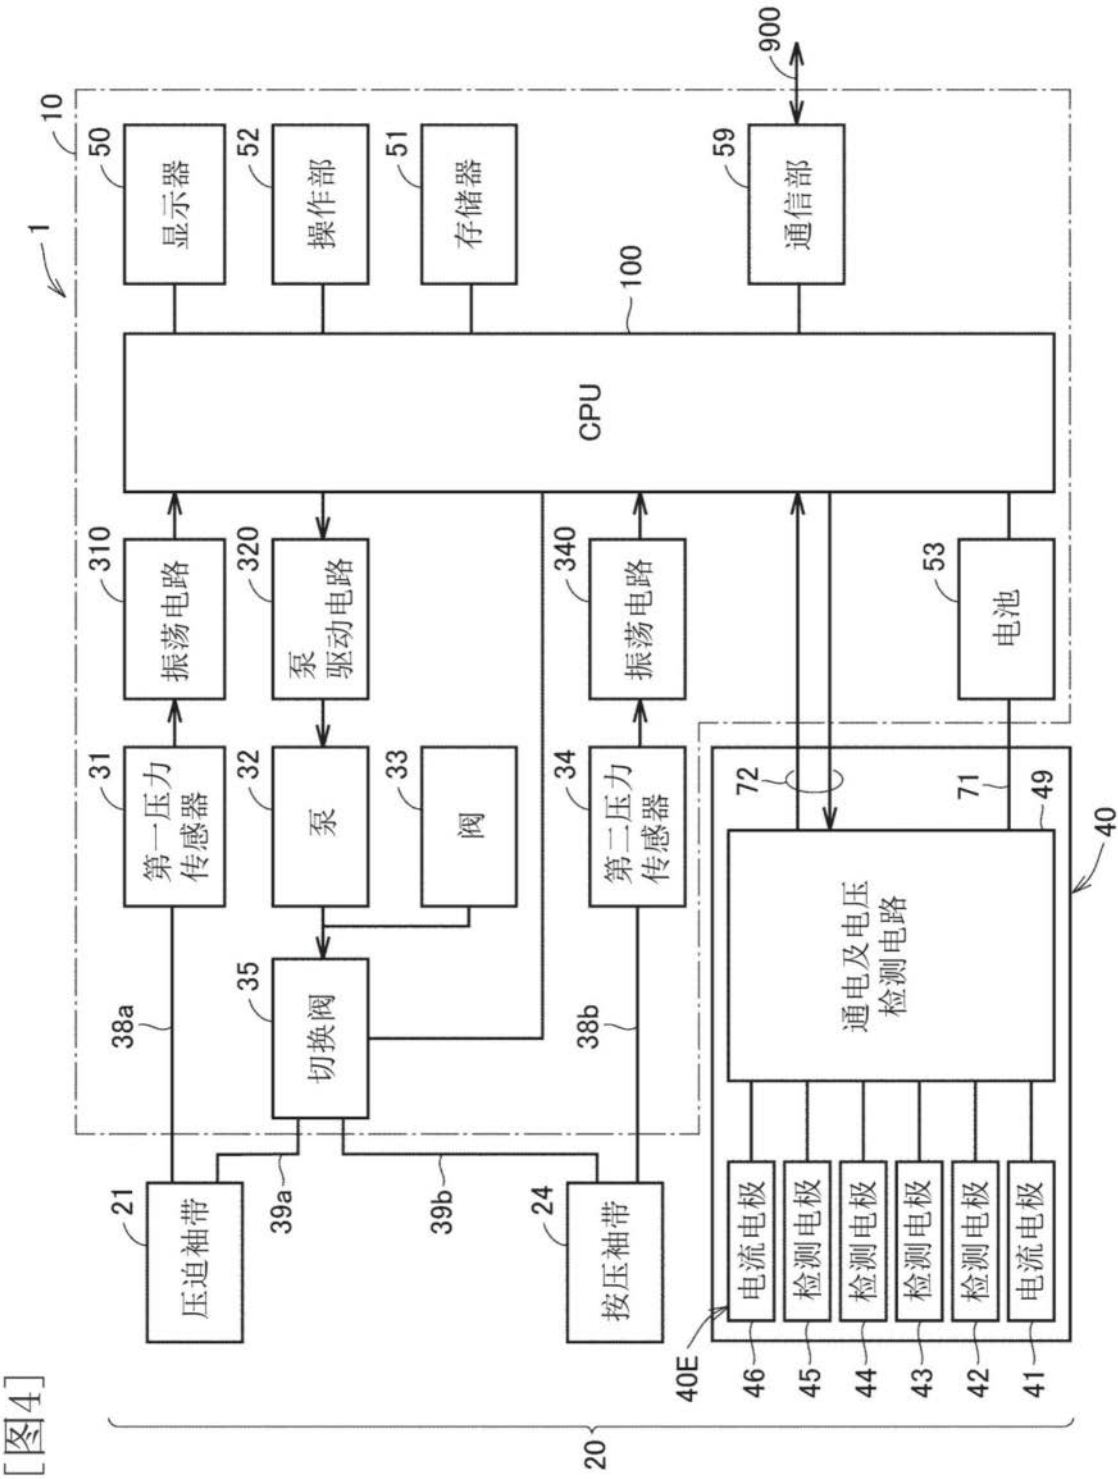 [图4]
1
10
50
显示器
52
操作部
51
存储器
59
通信部
900
100
CPU
310
振荡电路
320
泵
驱动电路
340
振荡电路
53
电池
31
第一压力
传感器
32
泵
33
阀
34
第二压力
传感器
72
71
49
40
35
切换阀
38a
38b
通电及电压
检测电路
39a
39b
21
压迫袖带
24
按压袖带
40E
46
电流电极
45
检测电极
44
检测电极
43
检测电极
42
检测电极
41
电流电极
20